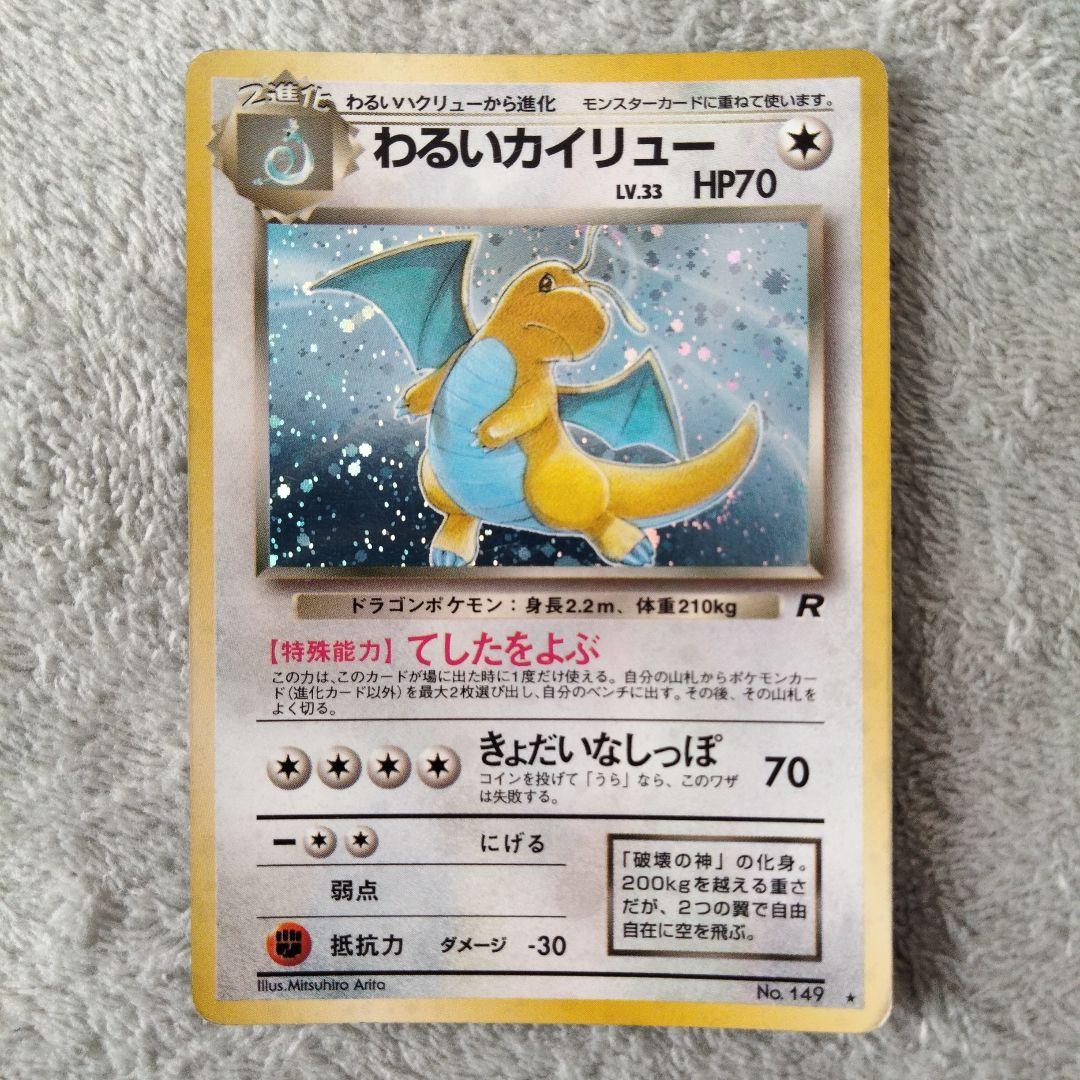 2進化 わるいハクリューから進化 モンスターカードに重ねて使います。
わるいカイリュー
LV.33 HP70
ドラゴンポケモン：身長2.2m、体重210kg R
【特殊能力】てしたをよぶ
この力は、このカードが場に出た時に1度だけ使える。自分の山札からポケモンカー
ド（進化カード以外）を最大2枚選び出し、自分のベンチに出す。その後、その山札を
よく切る。
きょだいなしっぽ 70
コインを投げて「うら」なら、このワザ
は失敗する。
にげる
弱点
抵抗力 ダメージ -30
「破壊の神」の化身。
200kgを越える重さ
だが、2つの翼で自由
自在に空を飛ぶ。
Illus.Mitsuhiro Arita
No. 149 ★